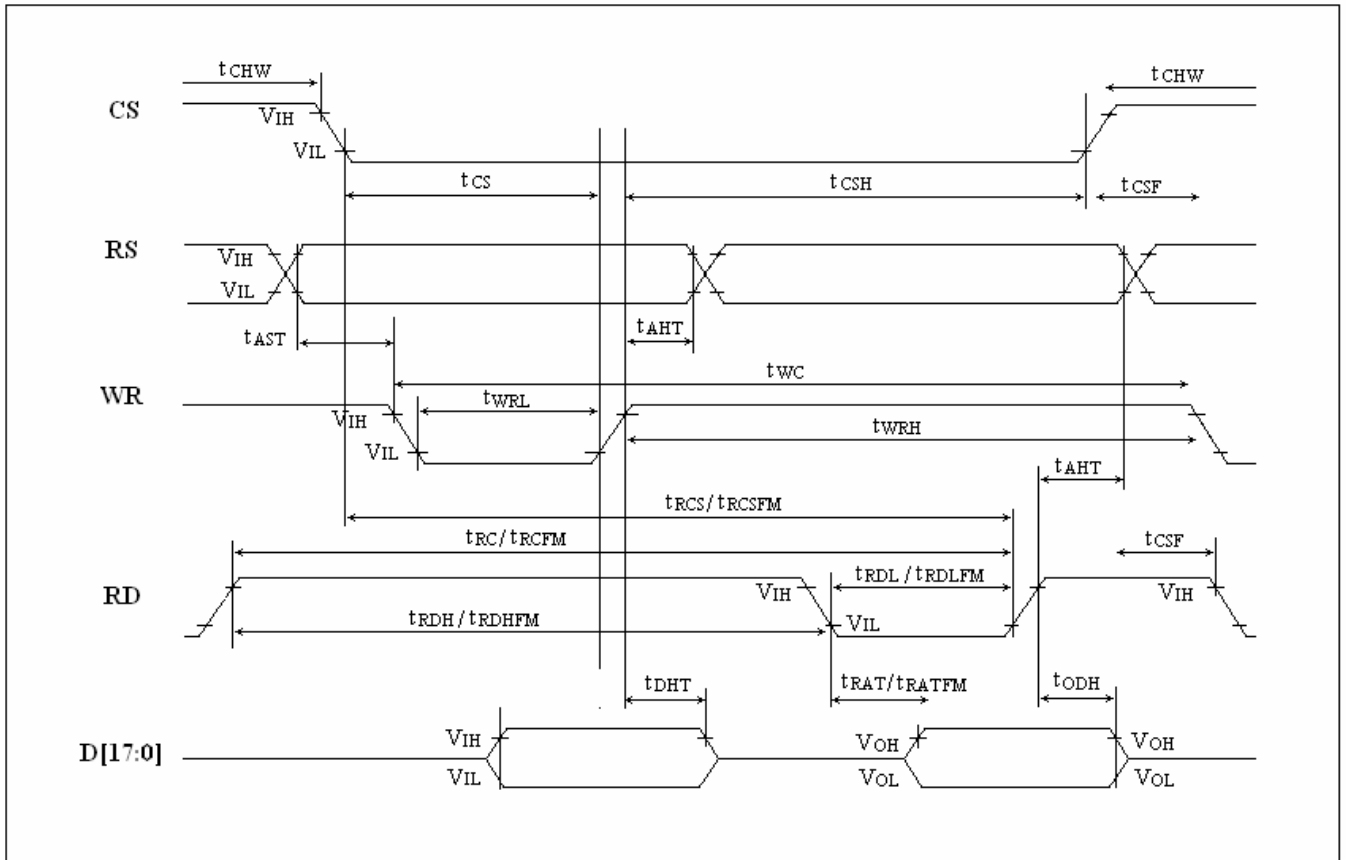 tCHW tCHW
CS VIH
VIL
tCS tCSH tCSF
RS VIH
VIL
tAST tAHT
tWC
WR VIH tWRL
tWRH
VIL
tAHT
tRCS/tRCSFM
tRC/tRCFM tCSF
RD VIH tRDL/tRDLFM VIH
tRDH/tRDHFM VIL
tDHT tRAT/tRATFM tODH
D[17:0] VIH VOH VOH
VIL VOL VOL